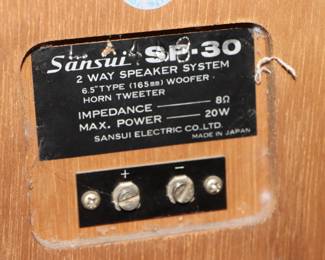 Sansui SP-30
2 WAY SPEAKER SYSTEM
6.5" TYPE (165mm) WOOFER
HORN TWEETER
IMPEDANCE 8Ω
MAX. POWER 20W
SANSUI ELECTRIC CO., LTD.
MADE IN JAPAN
+ −